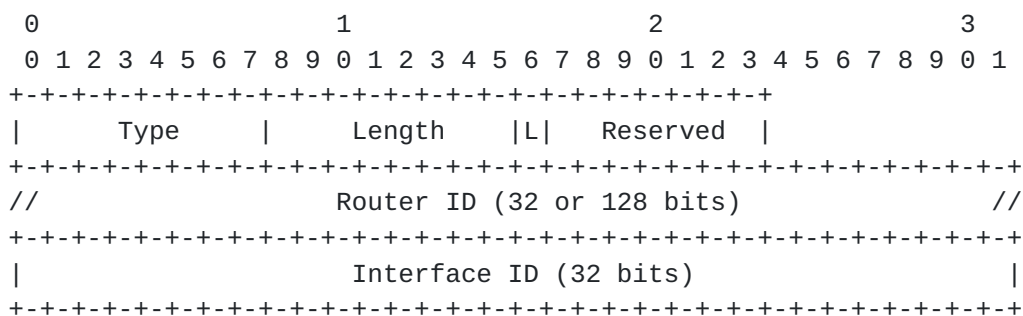 0                   1                   2                   3
 0 1 2 3 4 5 6 7 8 9 0 1 2 3 4 5 6 7 8 9 0 1 2 3 4 5 6 7 8 9 0 1
+-+-+-+-+-+-+-+-+-+-+-+-+-+-+-+-+-+-+-+-+-+-+-+-+
|      Type     |     Length    |L|   Reserved  |
+-+-+-+-+-+-+-+-+-+-+-+-+-+-+-+-+-+-+-+-+-+-+-+-+-+-+-+-+-+-+-+-+
//                   Router ID (32 or 128 bits)                //
+-+-+-+-+-+-+-+-+-+-+-+-+-+-+-+-+-+-+-+-+-+-+-+-+-+-+-+-+-+-+-+-+
|                     Interface ID (32 bits)                    |
+-+-+-+-+-+-+-+-+-+-+-+-+-+-+-+-+-+-+-+-+-+-+-+-+-+-+-+-+-+-+-+-+